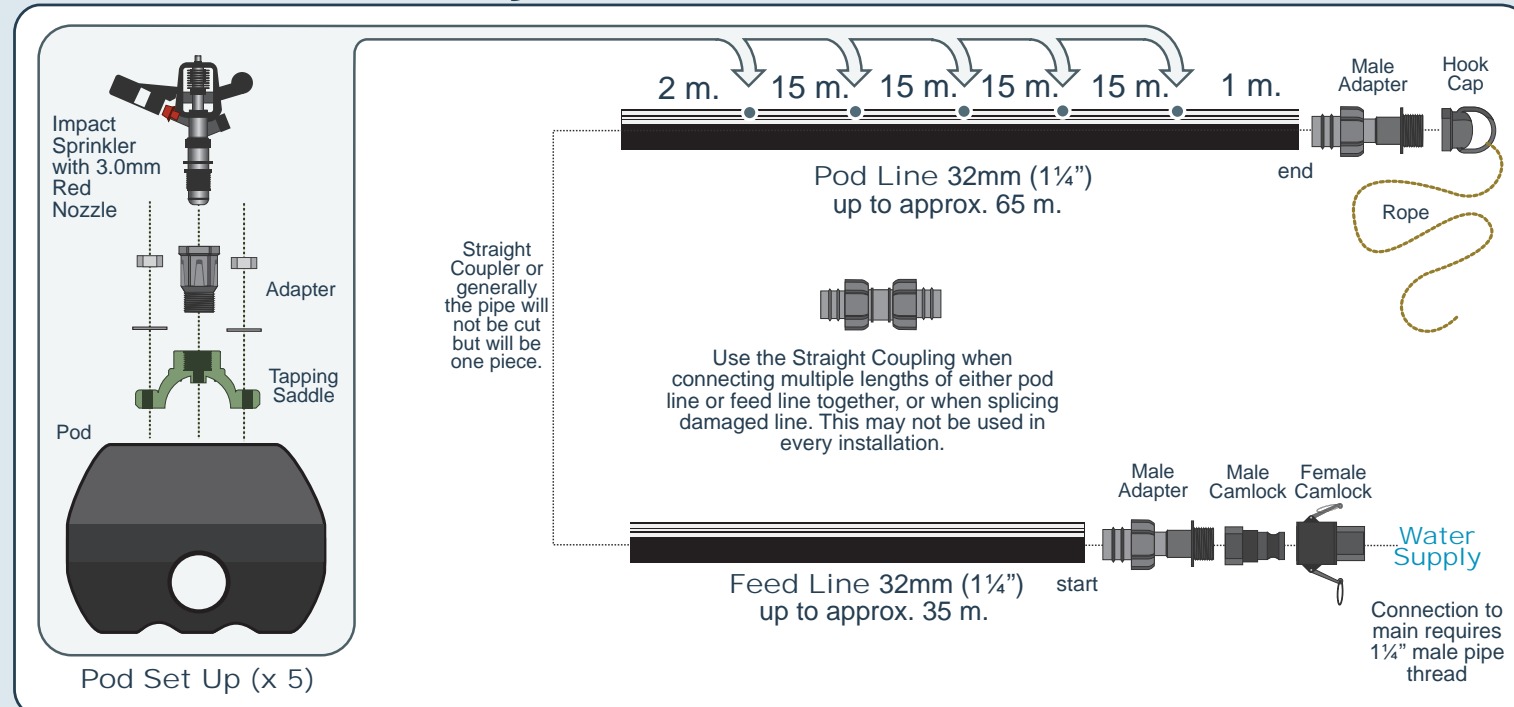 Impact
Sprinkler
with 3.0mm
Red
Nozzle
Adapter
Tapping
Saddle
Pod
Pod Set Up (x 5)
2 m.
15 m.
15 m.
15 m.
15 m.
1 m.
Male
Adapter
Hook
Cap
end
Rope
Pod Line 32mm (1¼”)
up to approx. 65 m.
Straight
Coupler or
generally
the pipe will
not be cut
but will be
one piece.
Use the Straight Coupling when
connecting multiple lengths of either pod
line or feed line together, or when splicing
damaged line. This may not be used in
every installation.
Male
Adapter
Male
Camlock
Female
Camlock
Water
Supply
Feed Line 32mm (1¼”)
up to approx. 35 m.
start
Connection to
main requires
1¼” male pipe
thread